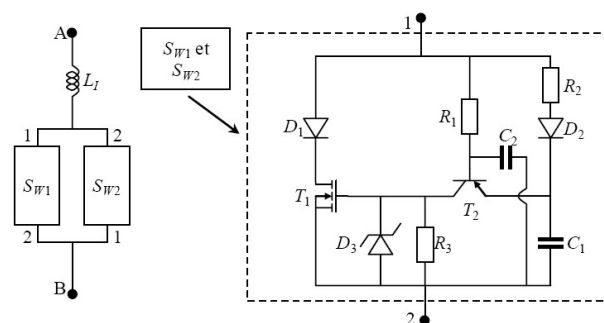 A
L_I
1 2
S_W1 S_W2
2 1
B
S_W1 et
S_W2
1
D_1
R_1
R_2
C_2
D_2
T_1
T_2
D_3
R_3
C_1
2